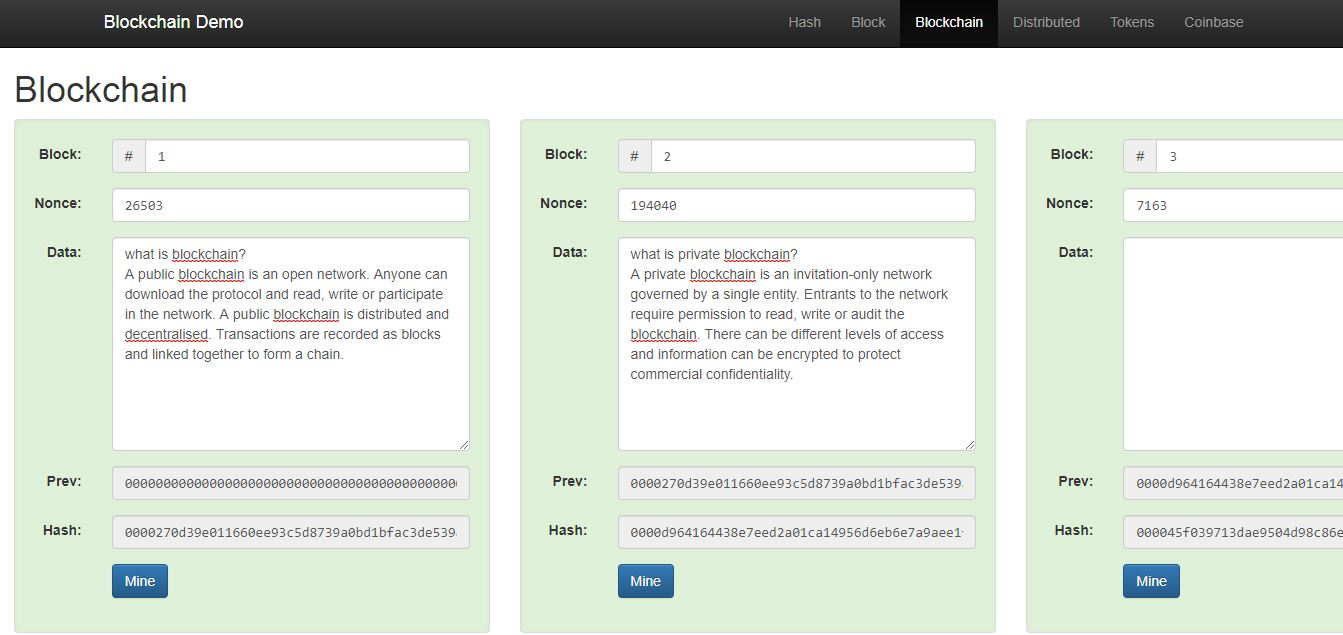 Blockchain Demo
Hash Block Blockchain Distributed Tokens Coinbase
Blockchain
Block: # 1
Nonce: 26503
Data: what is blockchain?
A public blockchain is an open network. Anyone can
download the protocol and read, write or participate
in the network. A public blockchain is distributed and
decentralised. Transactions are recorded as blocks
and linked together to form a chain.
Prev: 0000000000000000000000000000000000000000000
Hash: 0000270d39e011660ee93c5d8739a0bd1bfac3de539
Mine
Block: # 2
Nonce: 194040
Data: what is private blockchain?
A private blockchain is an invitation-only network
governed by a single entity. Entrants to the network
require permission to read, write or audit the
blockchain. There can be different levels of access
and information can be encrypted to protect
commercial confidentiality.
Prev: 0000270d39e011660ee93c5d8739a0bd1bfac3de539
Hash: 0000d964164438e7eed2a01ca14956d6eb6e7a9aee1
Mine
Block: # 3
Nonce: 7163
Data:
Prev: 0000d964164438e7eed2a01ca14
Hash: 000045f039713dae9504d98c86e
Mine